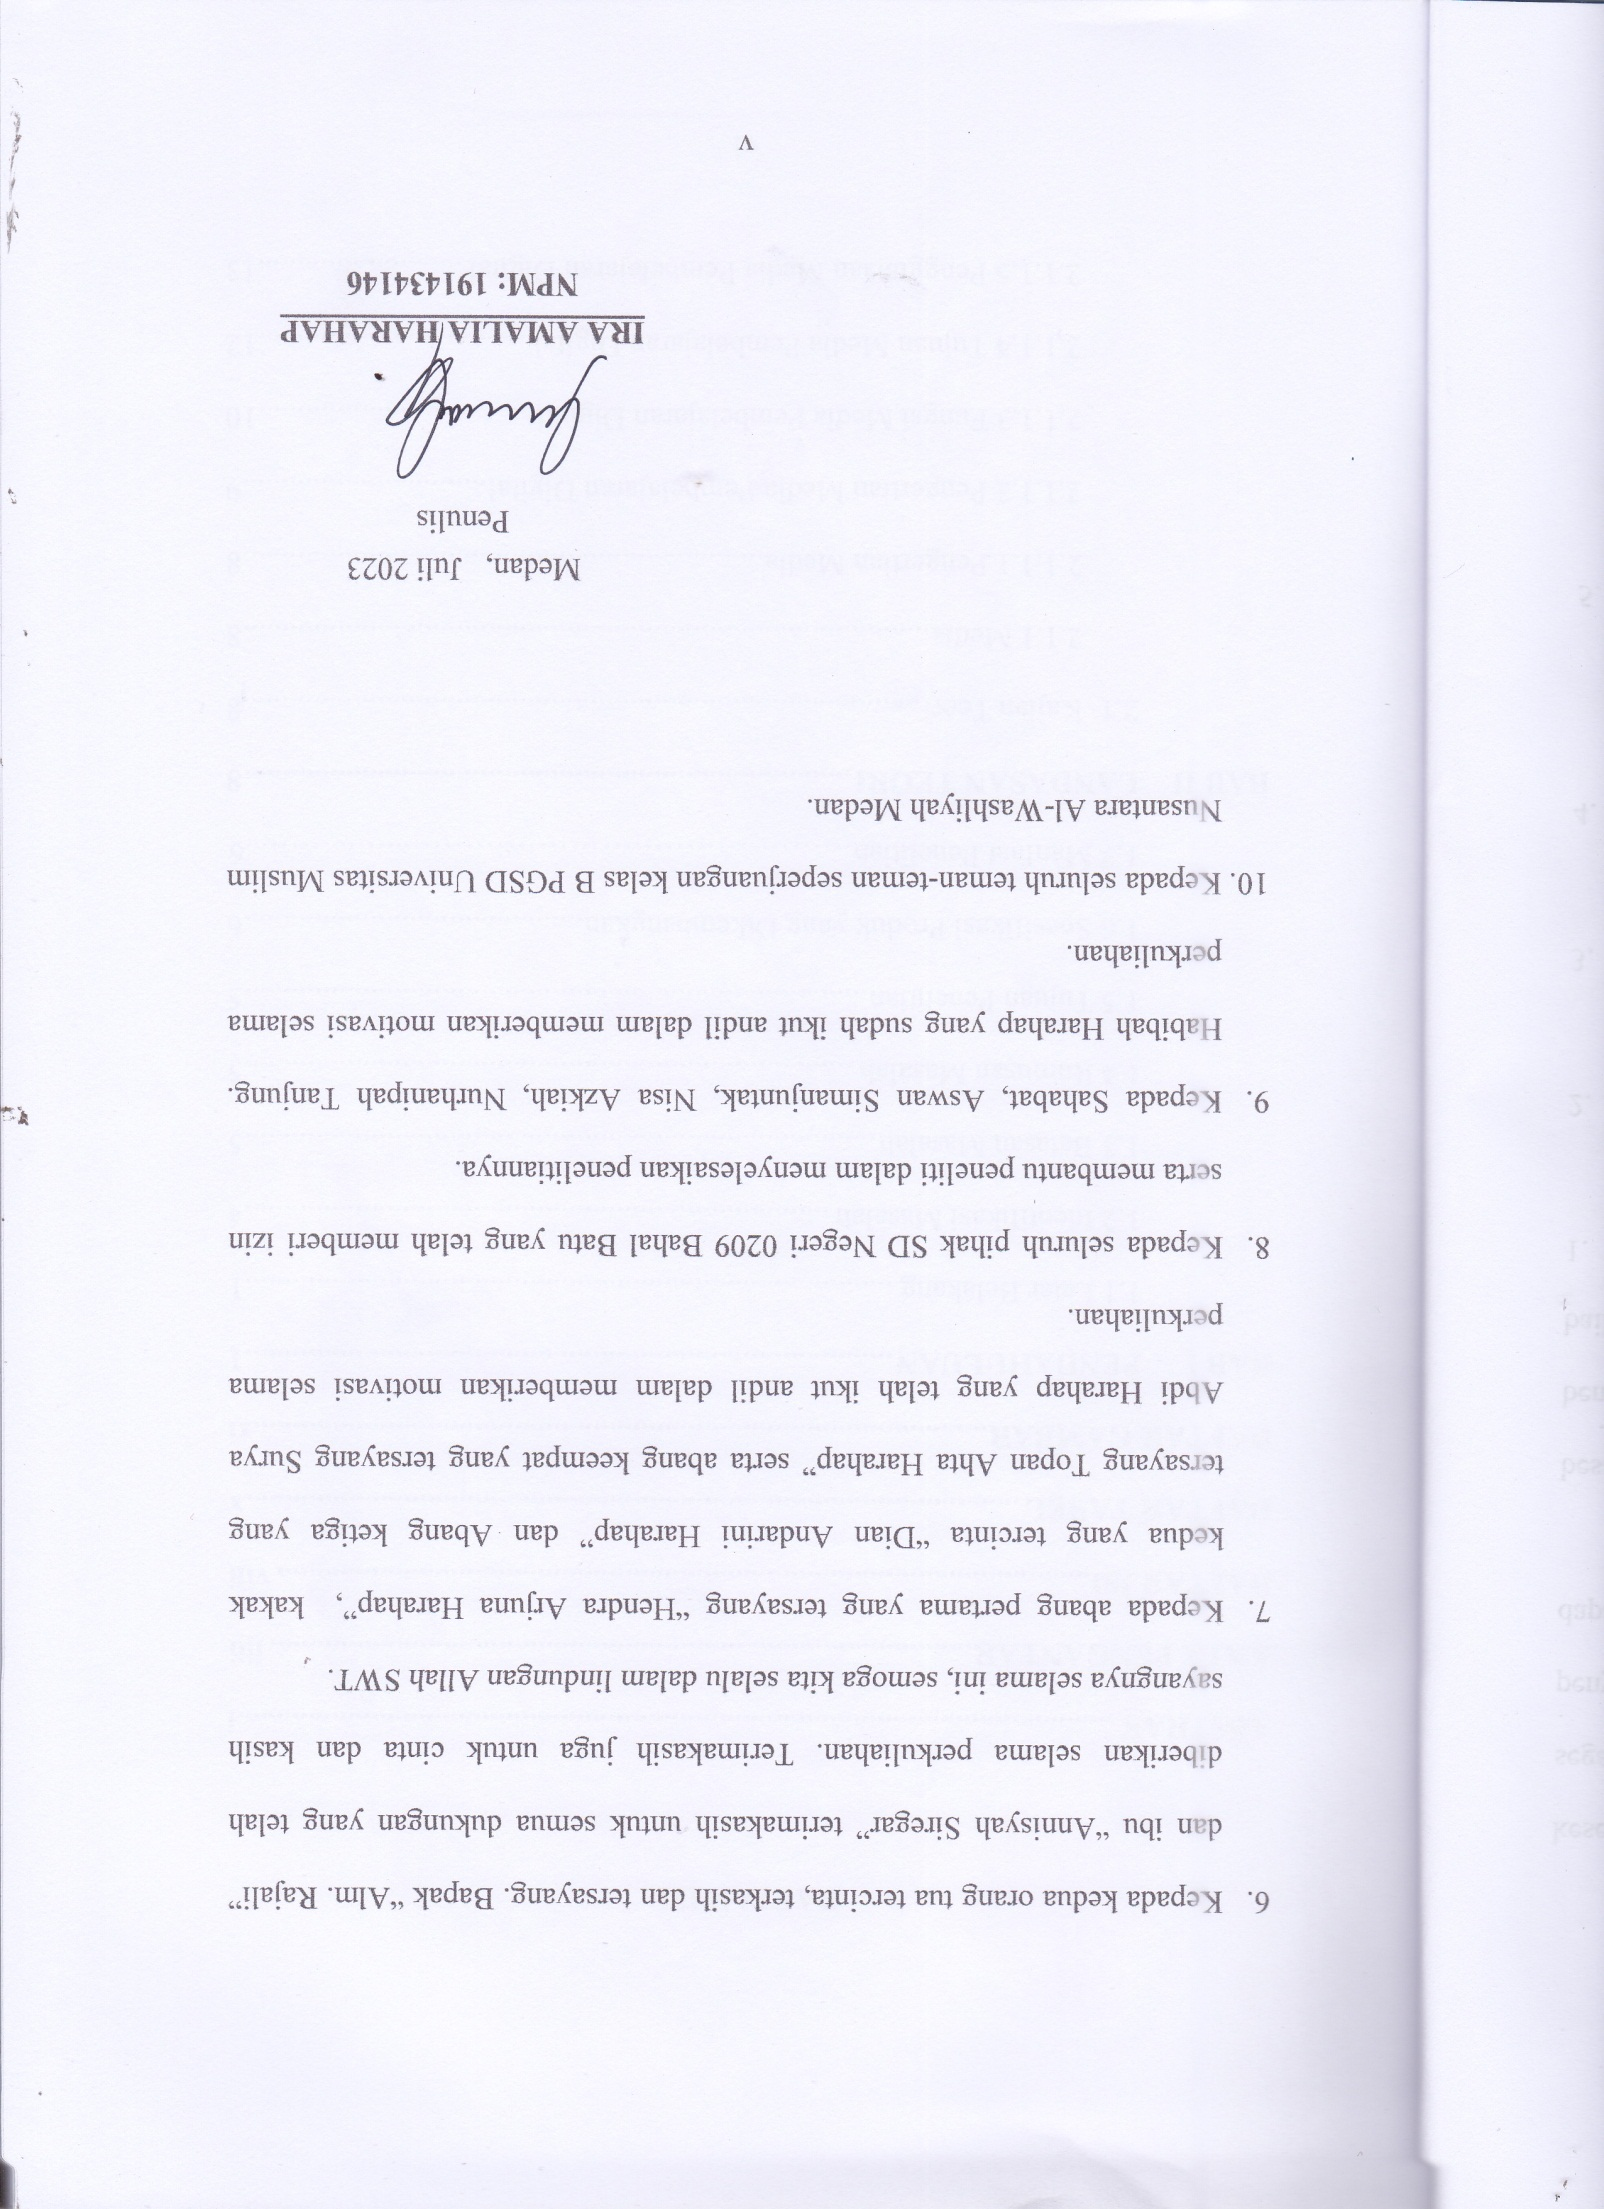 6. Kepada kedua orang tua tercinta, terkasih dan tersayang. Bapak “Alm. Rajali”
dan ibu “Annisyah Siregar” terimakasih untuk semua dukungan yang telah
diberikan selama perkuliahan. Terimakasih juga untuk cinta dan kasih
sayangnya selama ini, semoga kita selalu dalam lindungan Allah SWT.
7. Kepada abang pertama yang tersayang “Hendra Arjuna Harahap”, kakak
kedua yang tercinta “Dian Andarini Harahap” dan Abang ketiga yang
tersayang Topan Ahta Harahap” serta abang keempat yang tersayang Surya
Abdi Harahap yang telah ikut andil dalam memberikan motivasi selama
perkuliahan.
8. Kepada seluruh pihak SD Negeri 0209 Bahal Batu yang telah memberi izin
serta membantu peneliti dalam menyelesaikan penelitiannya.
9. Kepada Sahabat, Aswan Simanjuntak, Nisa Azkiah, Nurhanipah Tanjung.
Habibah Harahap yang sudah ikut andil dalam memberikan motivasi selama
perkuliahan.
10. Kepada seluruh teman-teman seperjuangan kelas B PGSD Universitas Muslim
Nusantara Al-Washliyah Medan.
Medan, Juli 2023
Penulis
IRA AMALIA HARAHAP
NPM: 191434146
v